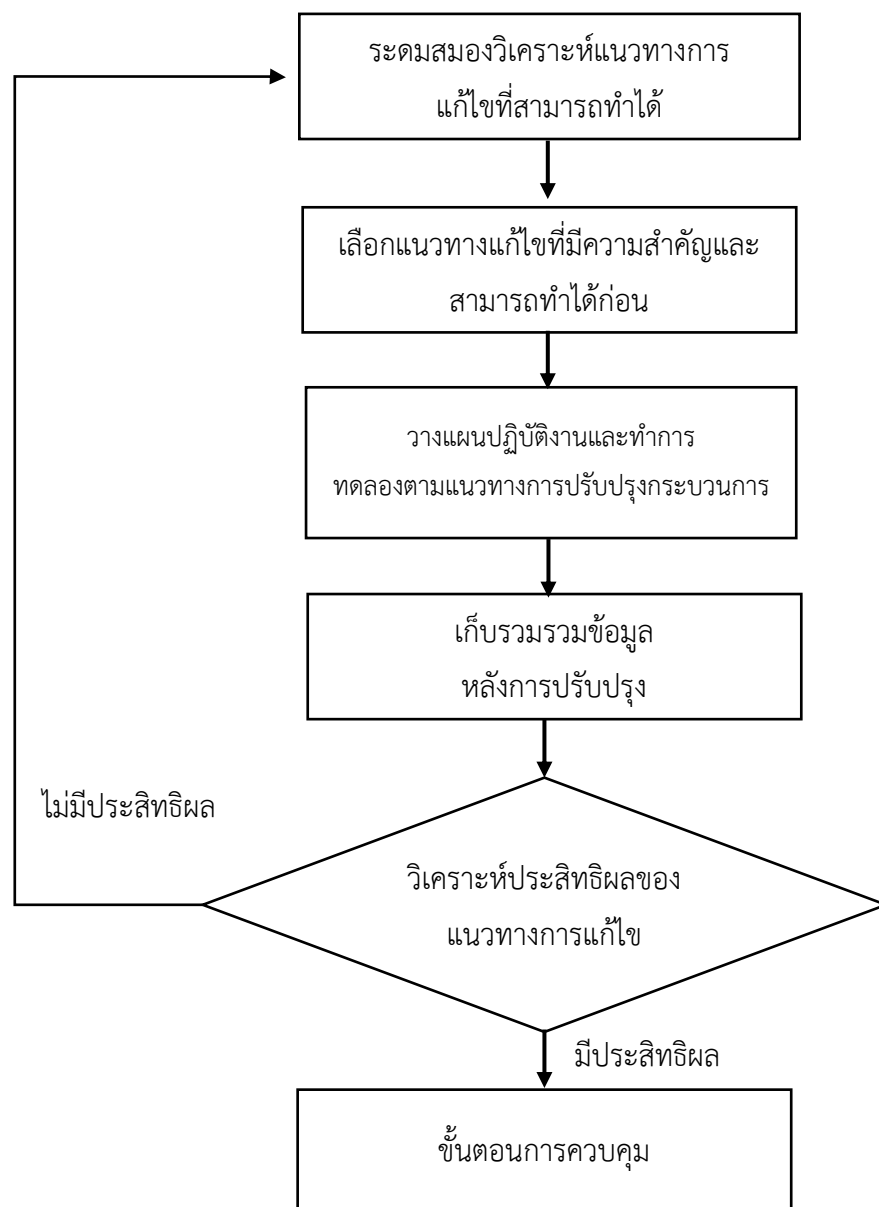 ระดมสมองวิเคราะห์แนวทางการ
แก้ไขที่สามารถทำได้
เลือกแนวทางแก้ไขที่มีความสำคัญและ
สามารถทำได้ก่อน
วางแผนปฏิบัติงานและทำการ
ทดลองตามแนวทางการปรับปรุงกระบวนการ
เก็บรวมรวมข้อมูล
หลังการปรับปรุง
ไม่มีประสิทธิผล
วิเคราะห์ประสิทธิผลของ
แนวทางการแก้ไข
มีประสิทธิผล
ขั้นตอนการควบคุม